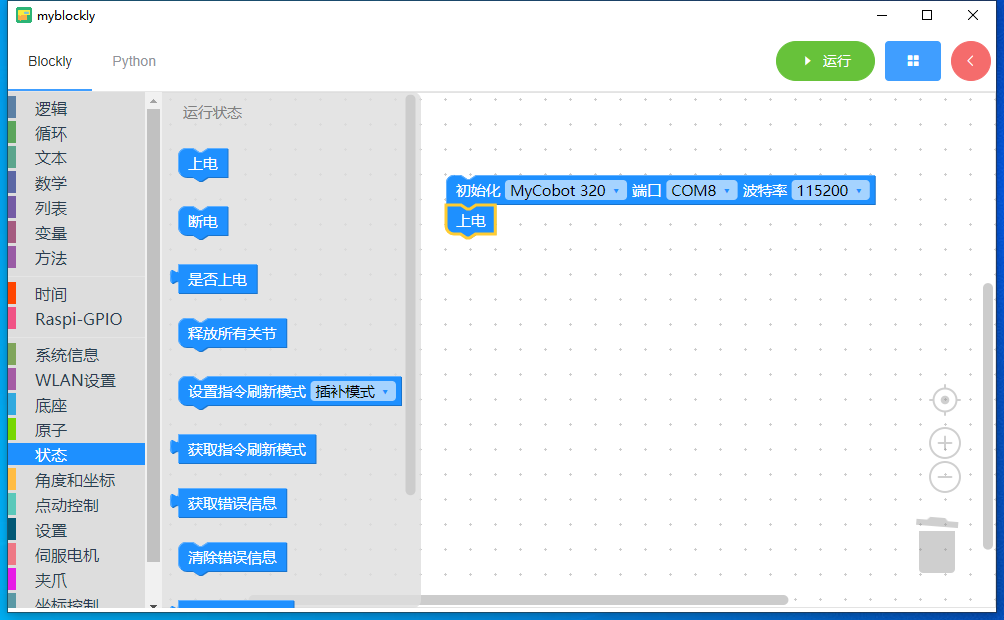 myblockly
Blockly Python
运行
逻辑
循环
文本
数学
列表
变量
方法
时间
Raspi-GPIO
系统信息
WLAN设置
底座
原子
状态
角度和坐标
点动控制
设置
伺服电机
夹爪
坐标控制
运行状态
上电
断电
是否上电
释放所有关节
设置指令刷新模式 插补模式
获取指令刷新模式
获取错误信息
清除错误信息
初始化 MyCobot 320 端口 COM8 波特率 115200
上电